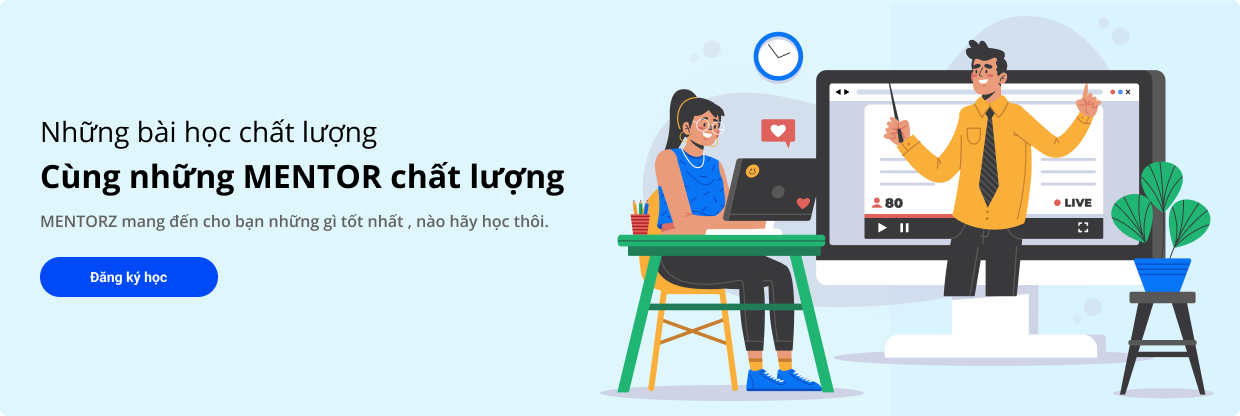 Những bài học chất lượng
Cùng những MENTOR chất lượng
MENTORZ mang đến cho bạn những gì tốt nhất , nào hãy học thôi.
Đăng ký học
80
LIVE